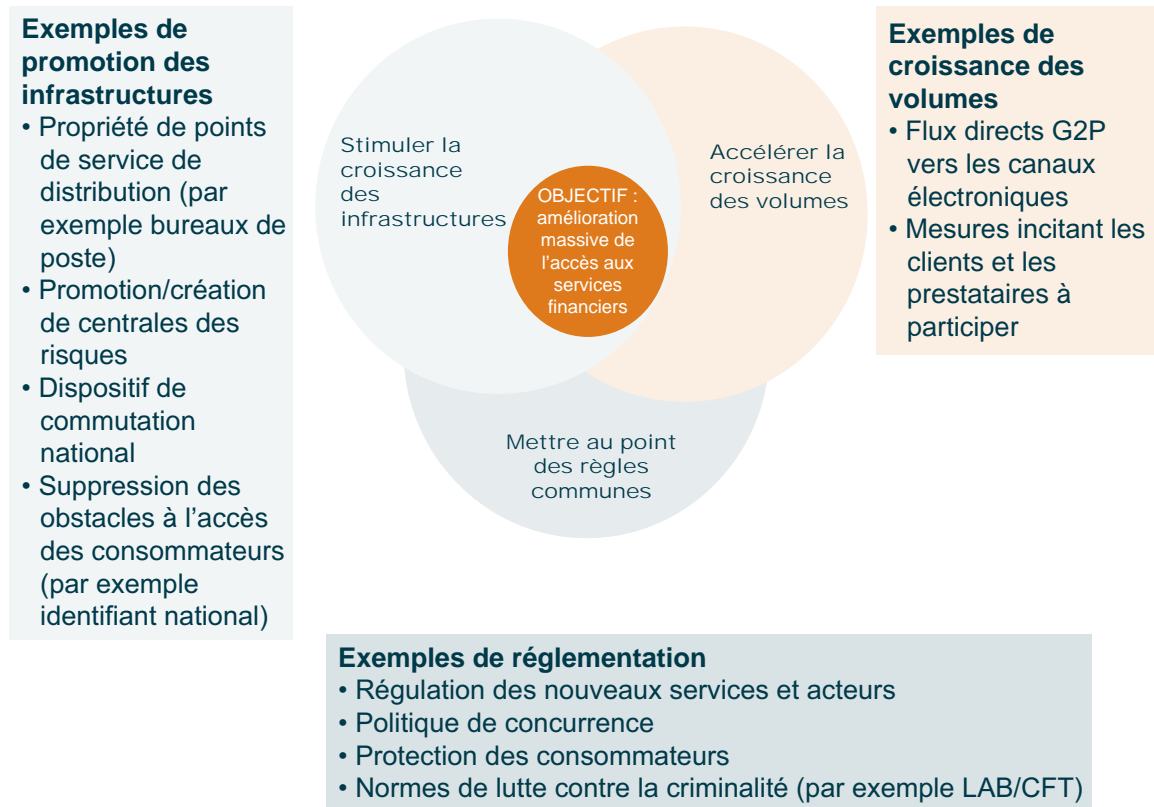 Exemples de
promotion des
infrastructures
• Propriété de points
de service de
distribution (par
exemple bureaux de
poste)
• Promotion/création
de centrales des
risques
• Dispositif de
commutation
national
• Suppression des
obstacles à l'accès
des consommateurs
(par exemple
identifiant national)
Stimuler la
croissance
des
infrastructures
OBJECTIF :
amélioration
massive de
l'accès aux
services
financiers
Accélérer la
croissance
des volumes
Mettre au point
des règles
communes
Exemples de
croissance des
volumes
• Flux directs G2P
vers les canaux
électroniques
• Mesures incitant les
clients et les
prestataires à
participer
Exemples de réglementation
• Régulation des nouveaux services et acteurs
• Politique de concurrence
• Protection des consommateurs
• Normes de lutte contre la criminalité (par exemple LAB/CFT)